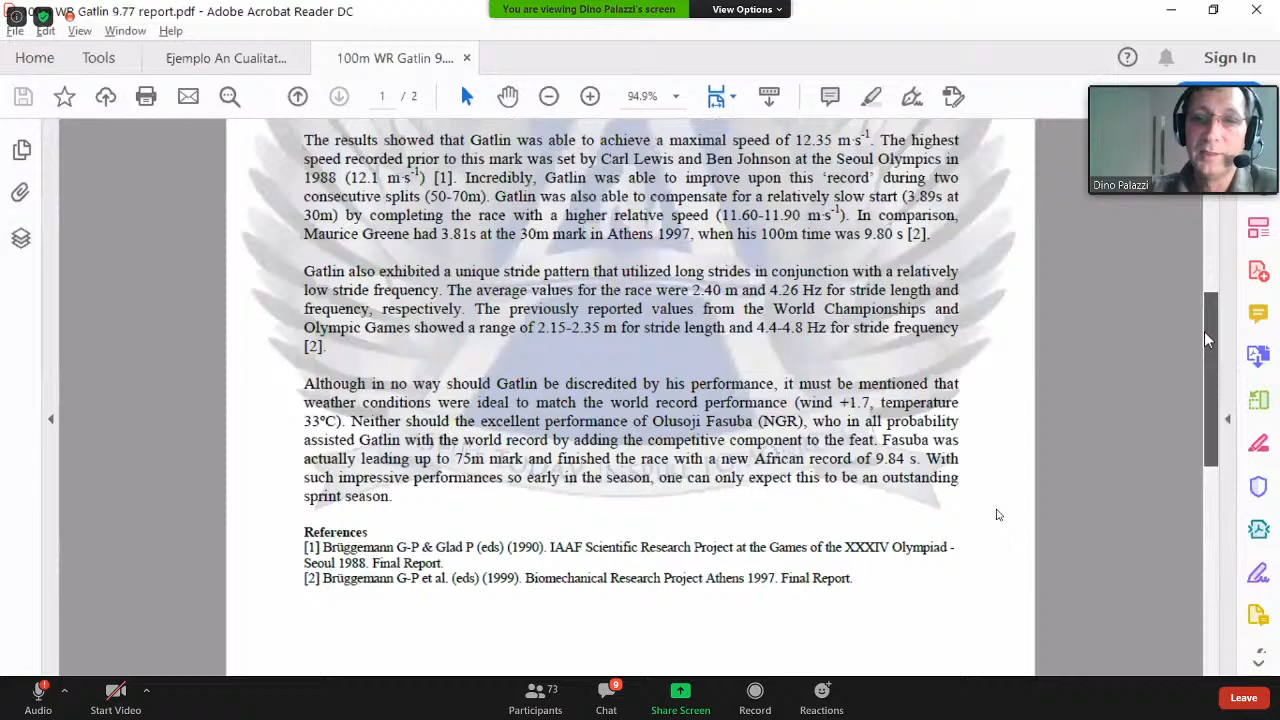 100m WR Gatlin 9.77 report.pdf - Adobe Acrobat Reader DC
You are viewing Dino Palazzi's screen
View Options
File Edit View Window Help
Home Tools Ejemplo An Cualitat... 100m WR Gatlin 9.... × Sign In
1 / 2 94.9%
Dino Palazzi
The results showed that Gatlin was able to achieve a maximal speed of 12.35 m·s-1. The highest
speed recorded prior to this mark was set by Carl Lewis and Ben Johnson at the Seoul Olympics in
1988 (12.1 m·s-1) [1]. Incredibly, Gatlin was able to improve upon this ‘record’ during two
consecutive splits (50-70m). Gatlin was also able to compensate for a relatively slow start (3.89s at
30m) by completing the race with a higher relative speed (11.60-11.90 m·s-1). In comparison,
Maurice Greene had 3.81s at the 30m mark in Athens 1997, when his 100m time was 9.80 s [2].
Gatlin also exhibited a unique stride pattern that utilized long strides in conjunction with a relatively
low stride frequency. The average values for the race were 2.40 m and 4.26 Hz for stride length and
frequency, respectively. The previously reported values from the World Championships and
Olympic Games showed a range of 2.15-2.35 m for stride length and 4.4-4.8 Hz for stride frequency
[2].
Although in no way should Gatlin be discredited by his performance, it must be mentioned that
weather conditions were ideal to match the world record performance (wind +1.7, temperature
33ºC). Neither should the excellent performance of Olusoji Fasuba (NGR), who in all probability
assisted Gatlin with the world record by adding the competitive component to the feat. Fasuba was
actually leading up to 75m mark and finished the race with a new African record of 9.84 s. With
such impressive performances so early in the season, one can only expect this to be an outstanding
sprint season.
References
[1] Brüggemann G-P & Glad P (eds) (1990). IAAF Scientific Research Project at the Games of the XXXIV Olympiad -
Seoul 1988. Final Report.
[2] Brüggemann G-P et al. (eds) (1999). Biomechanical Research Project Athens 1997. Final Report.
73 9
Audio Start Video Participants Chat Share Screen Record Reactions Leave